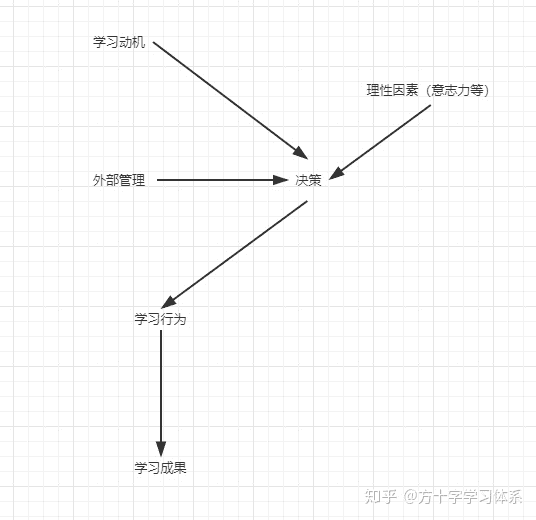 学习动机
理性因素（意志力等）
外部管理
决策
学习行为
学习成果
知乎 @方十字学习体系